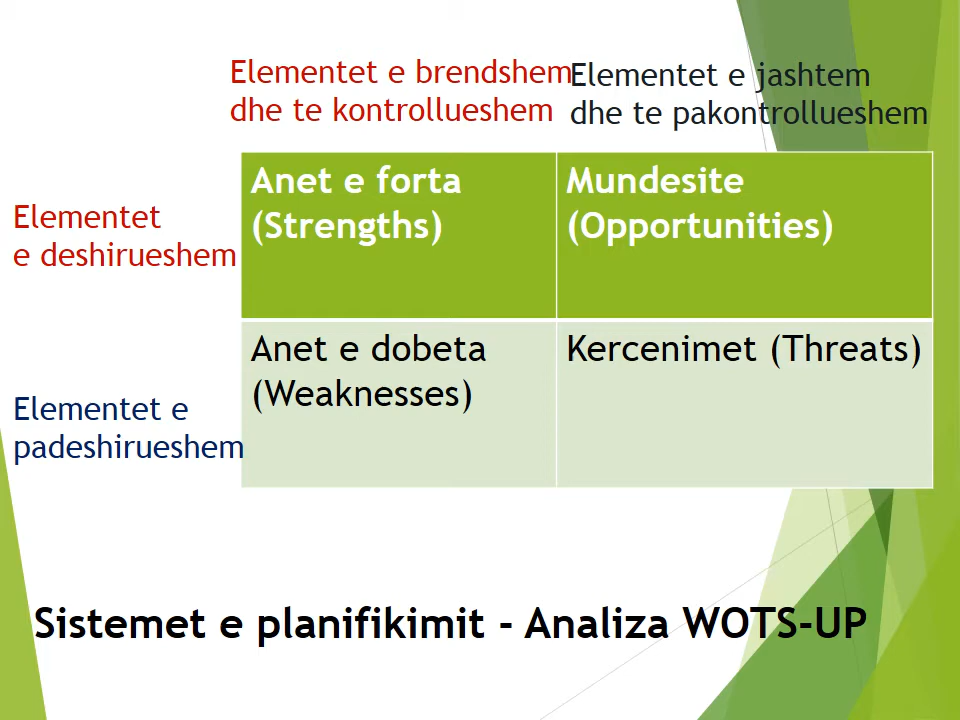 Elementet e brendshem
dhe te kontrollueshem
Elementet e jashtem
dhe te pakontrollueshem
Elementet
e deshirueshem
Anet e forta
(Strengths)
Mundesite
(Opportunities)
Elementet e
padeshirueshem
Anet e dobeta
(Weaknesses)
Kercenimet (Threats)
Sistemet e planifikimit - Analiza WOTS-UP